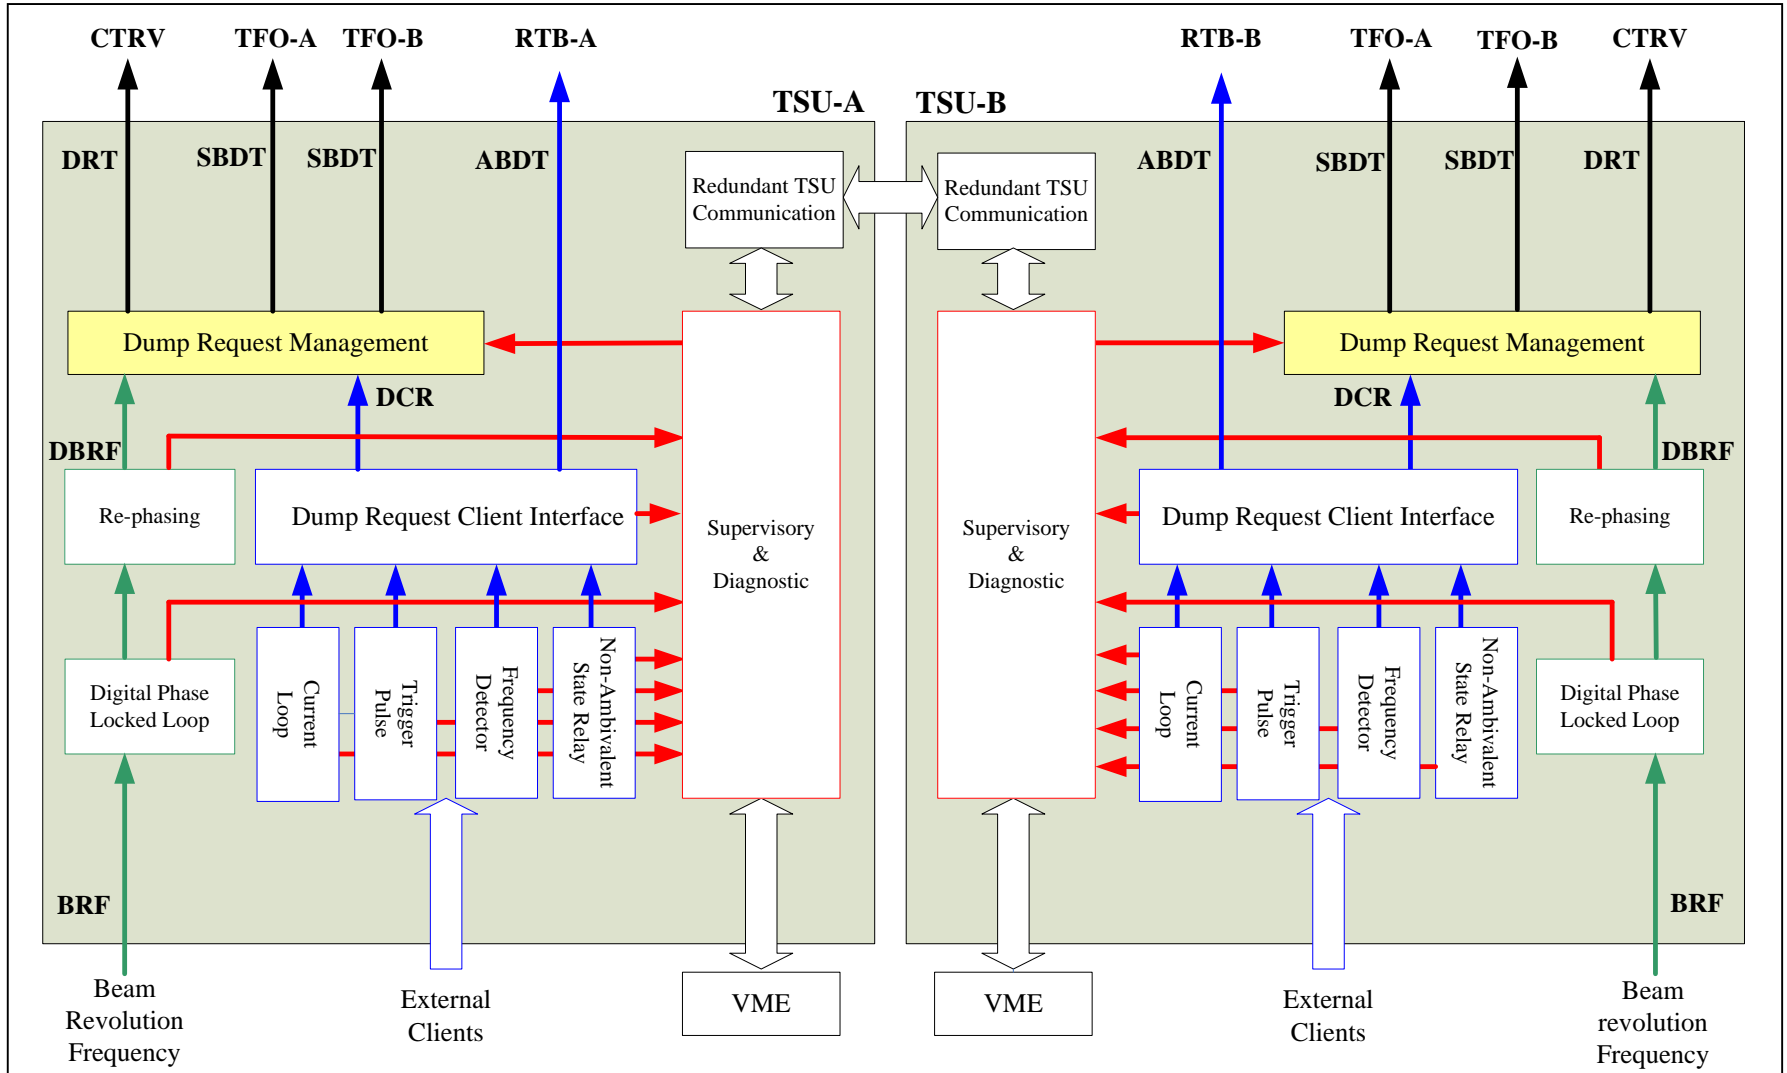 CTRV TFO-A TFO-B RTB-A RTB-B TFO-A TFO-B CTRV
TSU-A TSU-B
DRT SBDT SBDT ABDT ABDT SBDT SBDT DRT
Redundant TSU
Communication
Redundant TSU
Communication
Dump Request Management
Dump Request Management
DCR
DCR
DBRF
DBRF
Re-phasing
Dump Request Client Interface
Supervisory
&
Diagnostic
Supervisory
&
Diagnostic
Dump Request Client Interface
Re-phasing
Digital Phase
Locked Loop
Current
Loop
Trigger
Pulse
Frequency
Detector
Non-Ambivalent
State Relay
Current
Loop
Trigger
Pulse
Frequency
Detector
Non-Ambivalent
State Relay
Digital Phase
Locked Loop
BRF
BRF
Beam
Revolution
Frequency
External
Clients
VME
VME
External
Clients
Beam
revolution
Frequency